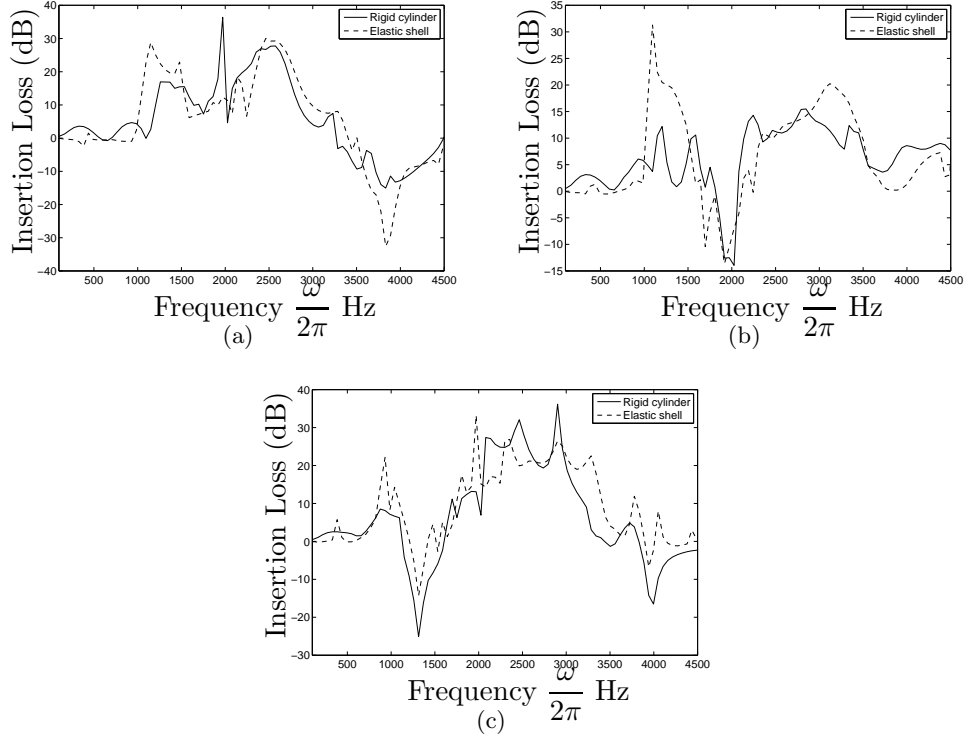 Insertion Loss (dB)
40
30
20
10
0
−10
−20
−30
−40
500 1000 1500 2000 2500 3000 3500 4000 4500
Rigid cylinder
Elastic shell
Frequency ω/2π Hz
(a)
Insertion Loss (dB)
35
30
25
20
15
10
5
0
−5
−10
−15
500 1000 1500 2000 2500 3000 3500 4000 4500
Rigid cylinder
Elastic shell
Frequency ω/2π Hz
(b)
Insertion Loss (dB)
40
30
20
10
0
−10
−20
−30
500 1000 1500 2000 2500 3000 3500 4000 4500
Rigid cylinder
Elastic shell
Frequency ω/2π Hz
(c)